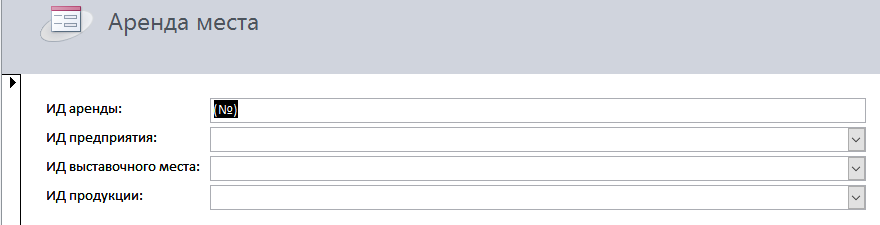 Аренда места
ИД аренды: (№)
ИД предприятия:
ИД выставочного места:
ИД продукции: